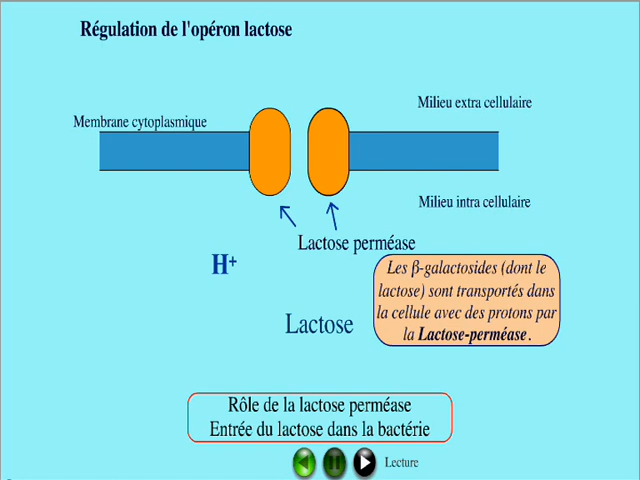 Régulation de l'opéron lactose
Milieu extra cellulaire
Membrane cytoplasmique
Milieu intra cellulaire
Lactose perméase
H+
Les β-galactosides (dont le
lactose) sont transportés dans
la cellule avec des protons par
la Lactose-perméase.
Lactose
Rôle de la lactose perméase
Entrée du lactose dans la bactérie
Lecture